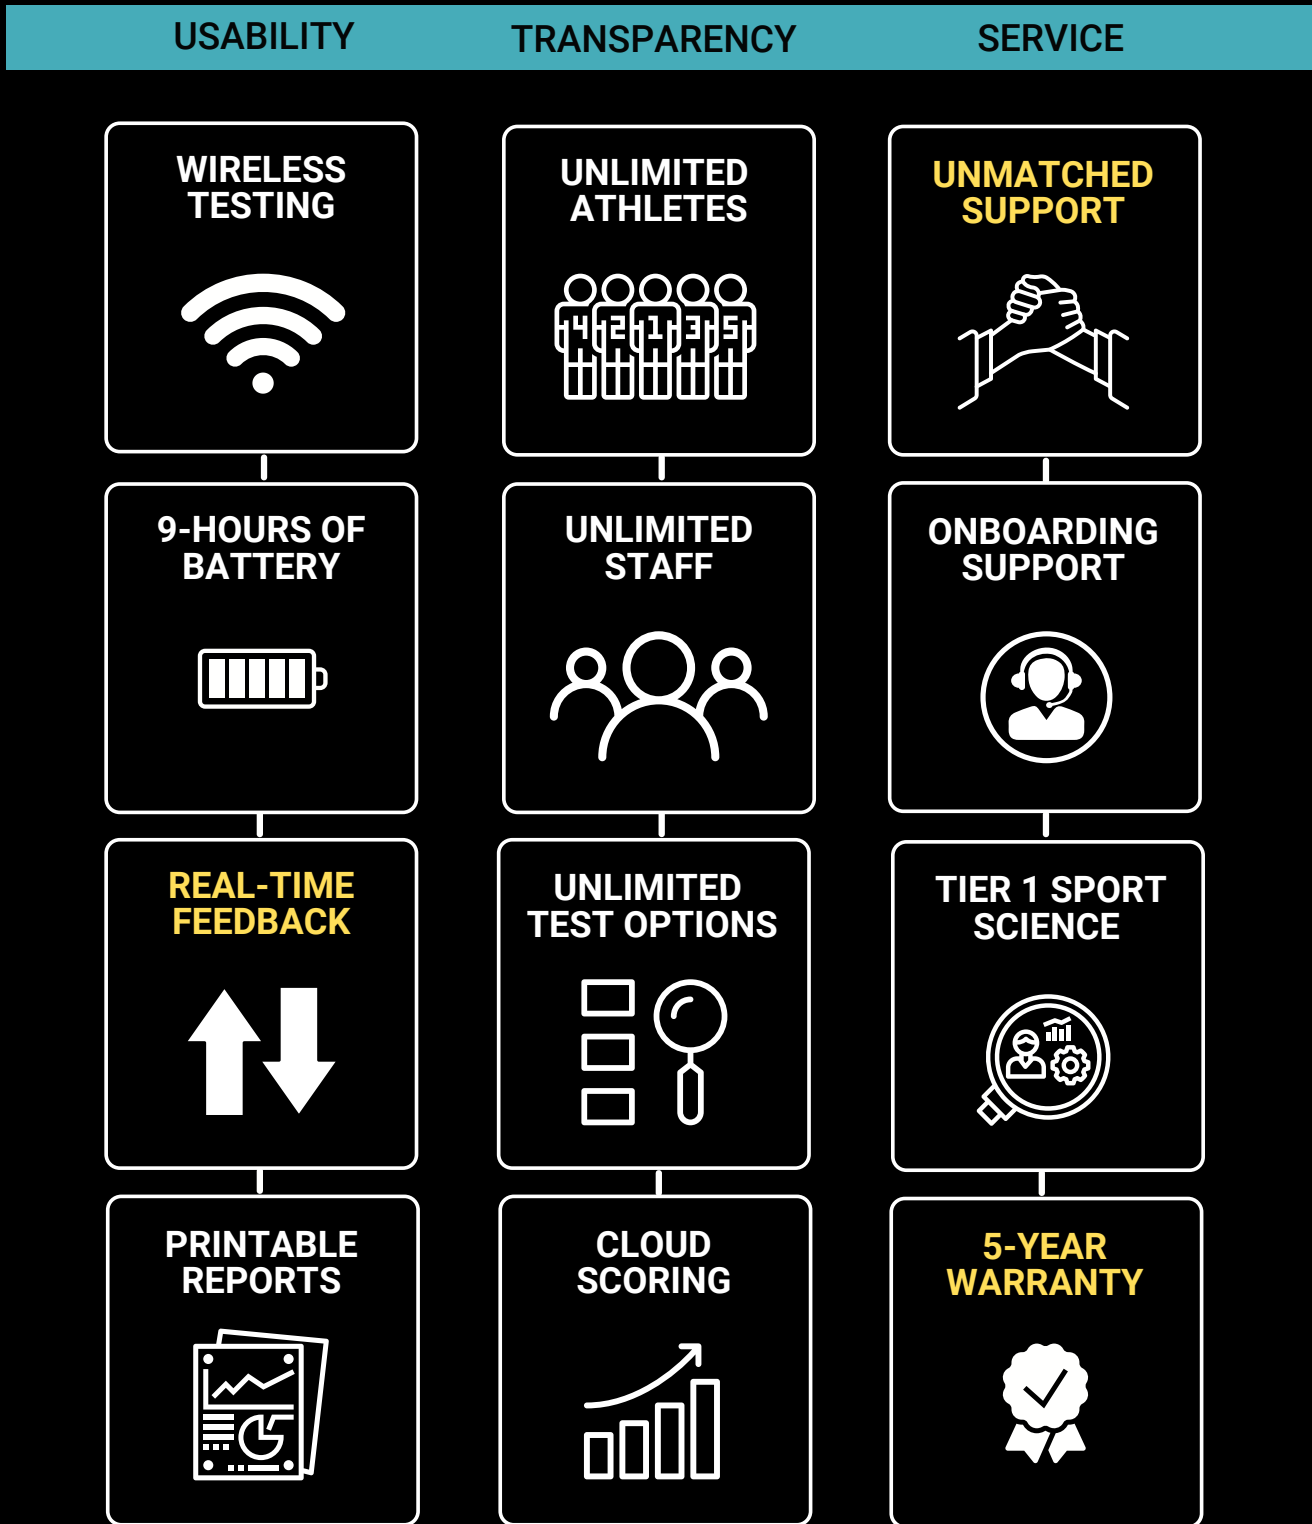 USABILITY
TRANSPARENCY
SERVICE
WIRELESS
TESTING
UNLIMITED
ATHLETES
4 2 1 3 5
UNMATCHED
SUPPORT
9-HOURS OF
BATTERY
UNLIMITED
STAFF
ONBOARDING
SUPPORT
REAL-TIME
FEEDBACK
UNLIMITED
TEST OPTIONS
TIER 1 SPORT
SCIENCE
PRINTABLE
REPORTS
CLOUD
SCORING
5-YEAR
WARRANTY